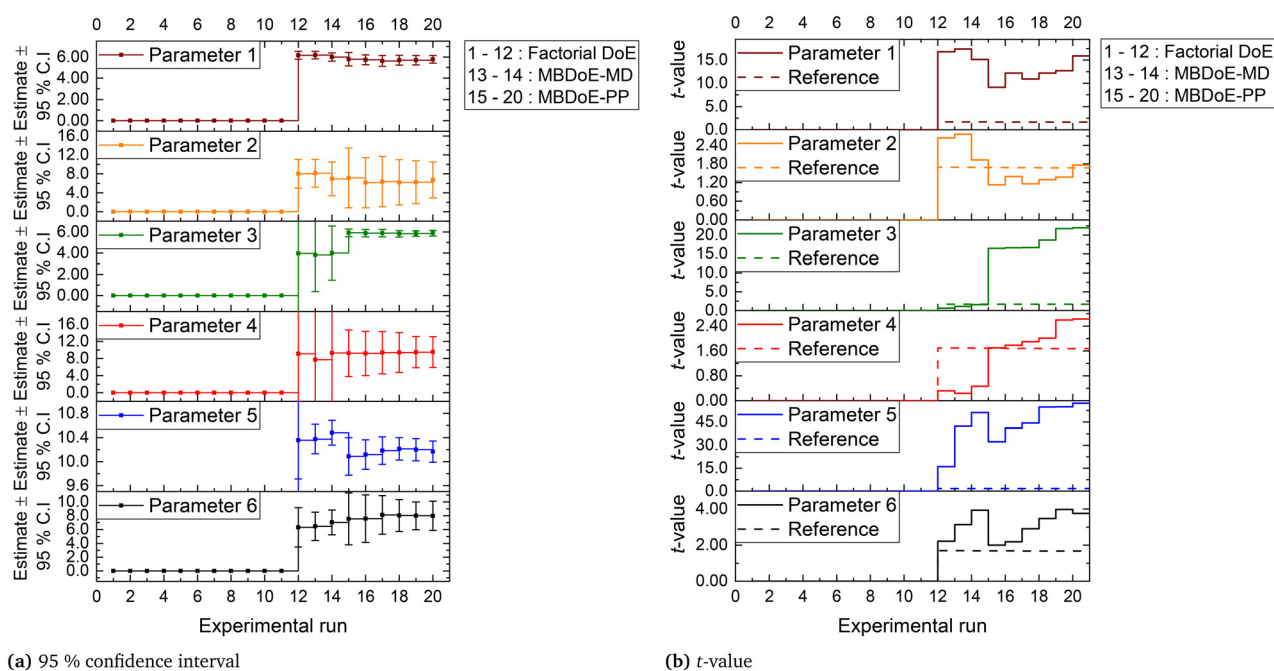 0 2 4 6 8 10 12 14 16 18 20
Estimate ± 95 % C.I
6.00
4.00
2.00
0.00
Parameter 1
Estimate ± 95 % C.I
16.0
12.0
8.0
4.0
0.0
Parameter 2
Estimate ± 95 % C.I
6.00
4.00
2.00
0.00
Parameter 3
Estimate ± 95 % C.I
16.0
12.0
8.0
4.0
0.0
Parameter 4
Estimate ± 95 % C.I
10.8
10.4
10.0
9.6
Parameter 5
Estimate ± 95 % C.I
10.0
8.0
6.0
4.0
2.0
0.0
Parameter 6
0 2 4 6 8 10 12 14 16 18 20
Experimental run
1 - 12 : Factorial DoE
13 - 14 : MBDoE-MD
15 - 20 : MBDoE-PP
(a) 95 % confidence interval
0 2 4 6 8 10 12 14 16 18 20
t-value
15.0
10.0
5.0
0.0
Parameter 1
Reference
t-value
2.40
1.80
1.20
0.60
0.00
Parameter 2
Reference
t-value
20.0
15.0
10.0
5.0
0.0
Parameter 3
Reference
t-value
2.40
1.60
0.80
0.00
Parameter 4
Reference
t-value
45.0
30.0
15.0
0.0
Parameter 5
Reference
t-value
4.00
2.00
0.00
Parameter 6
Reference
0 2 4 6 8 10 12 14 16 18 20
Experimental run
1 - 12 : Factorial DoE
13 - 14 : MBDoE-MD
15 - 20 : MBDoE-PP
(b) t-value